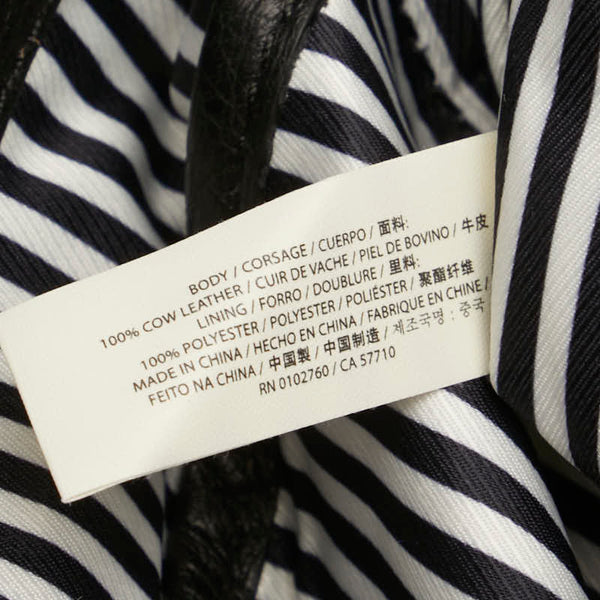 BODY / CORSAGE / CUERPO / 面料:
100% COW LEATHER / CUIR DE VACHE / PIEL DE BOVINO / 牛皮
LINING / FORRO / DOUBLURE / 里料:
100% POLYESTER / POLYESTER / POLIÉSTER / 聚酯纤维
MADE IN CHINA / HECHO EN CHINA / FABRIQUE EN CHINE /
FEITO NA CHINA / 中国製 / 中国制造 / 제조국명 : 중국
RN 0102760 / CA 57710